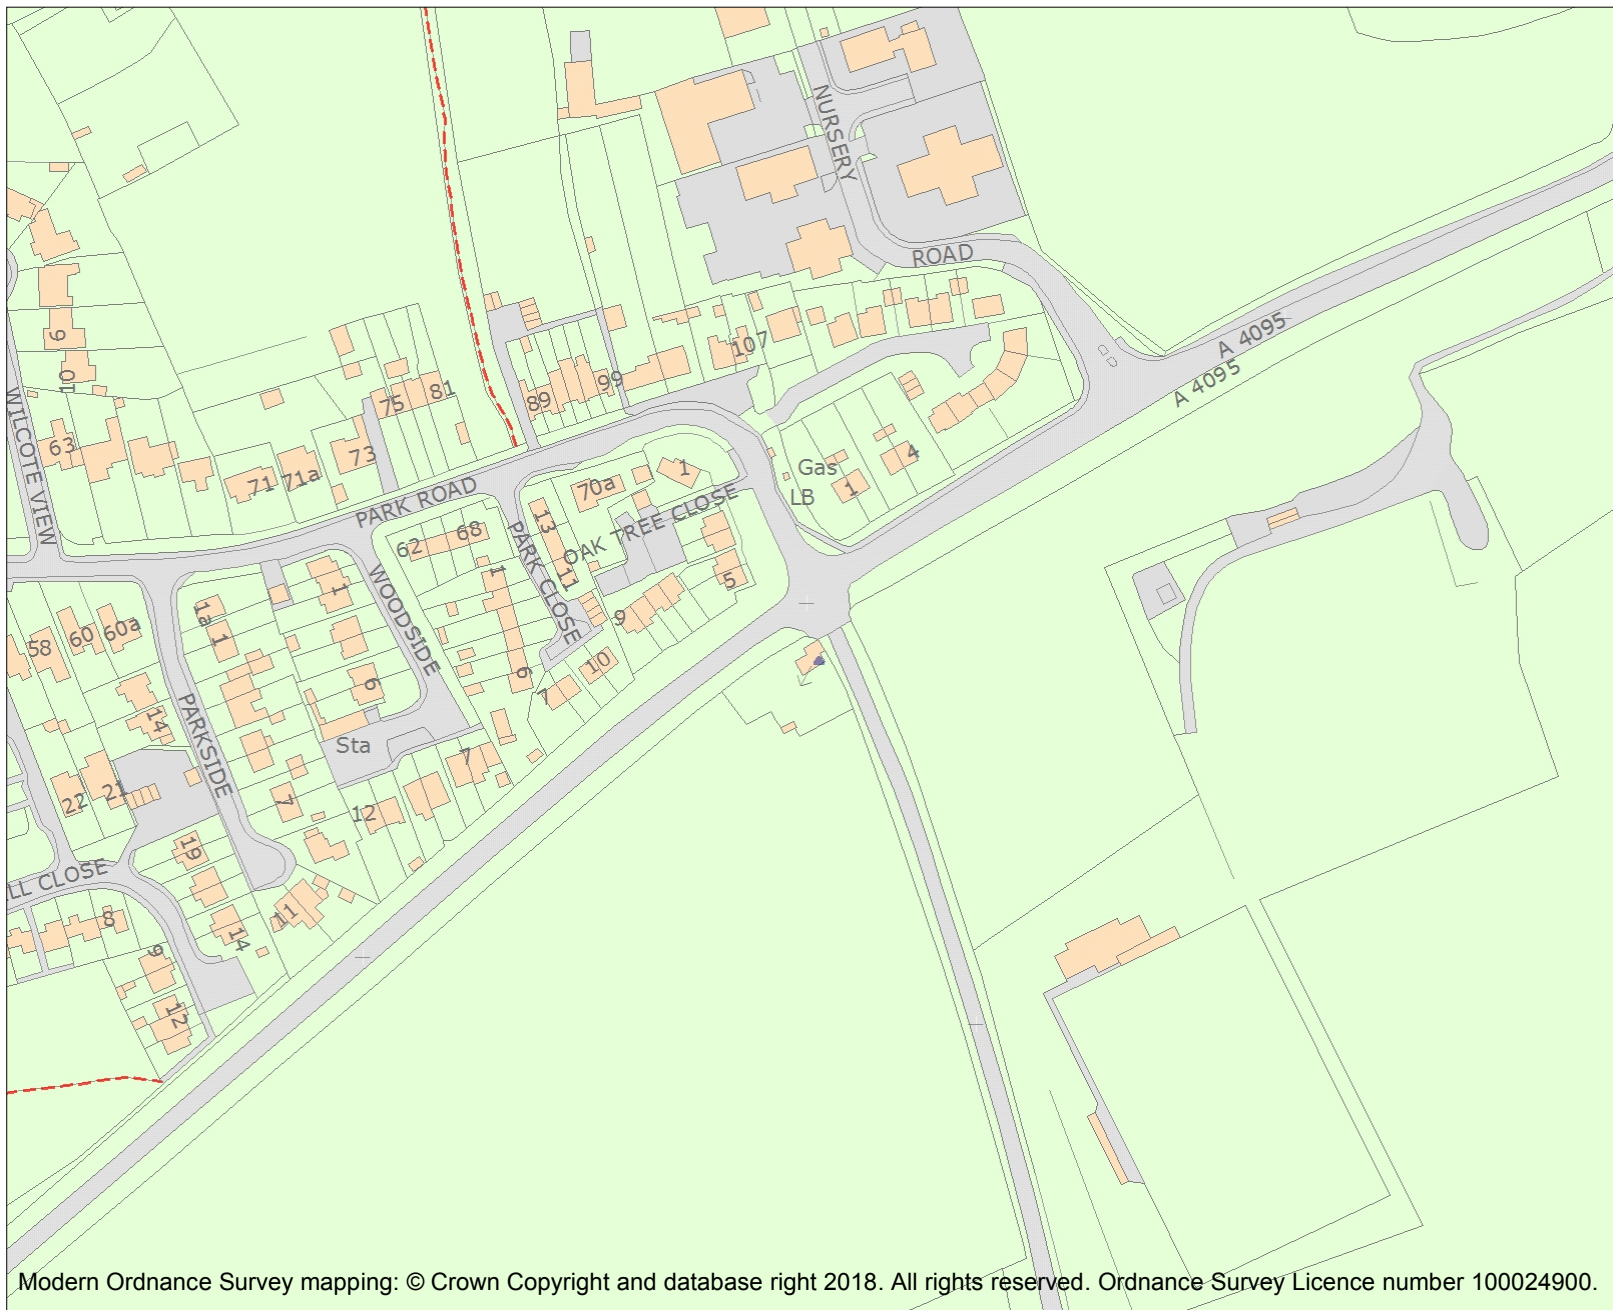 NURSERY
ROAD
A 4095
A 4095
107
99
89
81
75
73
71a
71
63
10
9
WILCOTE VIEW
PARK ROAD
Gas
LB
1
4
1
70a
OAK TREE CLOSE
5
9
13
11
PARK CLOSE
62
68
1
6
7
10
WOODSIDE
1
6
Sta
7
12
1a
1
60a
60
58
14
PARKSIDE
7
22
21
19
11
14
LL CLOSE
8
9
12
Modern Ordnance Survey mapping: © Crown Copyright and database right 2018. All rights reserved. Ordnance Survey Licence number 100024900.